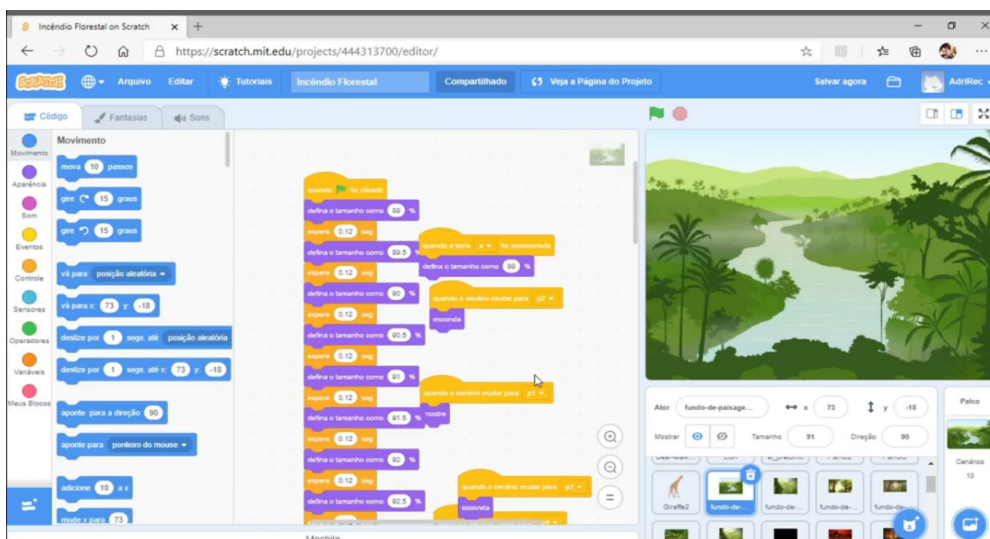 Incêndio Florestal on Scratch
https://scratch.mit.edu/projects/444313700/editor/
SCRATCH
Arquivo
Editar
Tutoriais
Incêndio Florestal
Compartilhado
Veja a Página do Projeto
Salvar agora
AdriRec
Código
Fantasias
Sons
Movimento
Aparência
Som
Eventos
Controle
Sensores
Operadores
Variáveis
Meus Blocos
Movimento
mova 10 passos
gire 15 graus
gire 15 graus
vá para posição aleatória
vá para x: 73 y: -18
deslize por 1 segs. até posição aleatória
deslize por 1 segs. até x: 73 y: -18
aponte para a direção 90
aponte para ponteiro do mouse
adicione 10 a x
mude x para 73
quando for clicado
defina o tamanho como 89 %
espere 0.12 seg
defina o tamanho como 89.5 %
espere 0.12 seg
defina o tamanho como 90 %
espere 0.12 seg
defina o tamanho como 90.5 %
espere 0.12 seg
defina o tamanho como 91 %
espere 0.12 seg
defina o tamanho como 91.5 %
espere 0.12 seg
defina o tamanho como 92 %
espere 0.12 seg
defina o tamanho como 92.5 %
quando a tecla a for pressionada
defina o tamanho como 89 %
quando o cenário mudar para p2
esconda
quando o cenário mudar para p1
mostre
quando o cenário mudar para p3
esconda
Ator fundo-de-paisage... x 73 y -18
Mostrar Tamanho 91 Direção 90
Giraffe2
fundo-de-...
fundo-de-...
fundo-de-...
fundo-de-...
Palco
Cenários
10
Mochila